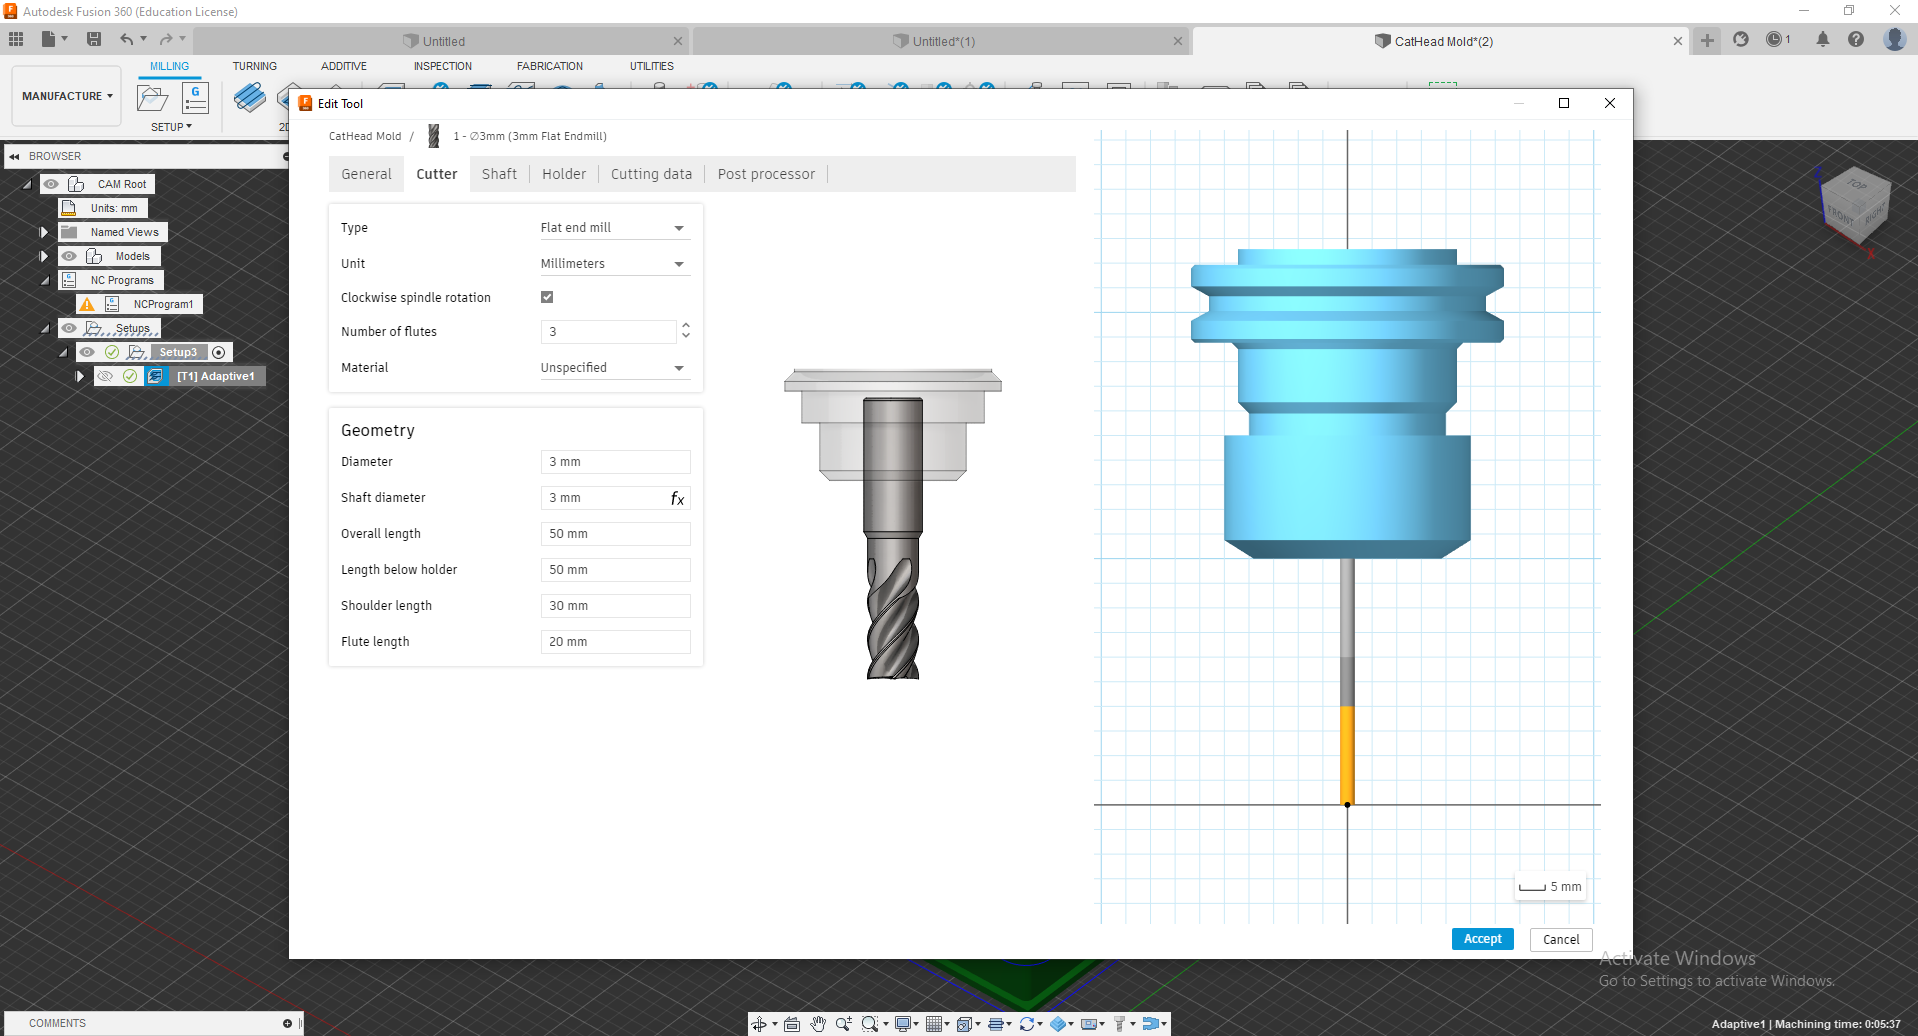 Autodesk Fusion 360 (Education License)
Untitled
Untitled*(1)
CatHead Mold*(2)
1
MILLING
TURNING
ADDITIVE
INSPECTION
FABRICATION
UTILITIES
MANUFACTURE
SETUP
2D
Edit Tool
CatHead Mold / 1 - ∅3mm (3mm Flat Endmill)
General
Cutter
Shaft
Holder
Cutting data
Post processor
BROWSER
CAM Root
Units: mm
Named Views
Models
NC Programs
NCProgram1
Setups
Setup3
[T1] Adaptive1
Type Flat end mill
Unit Millimeters
Clockwise spindle rotation
Number of flutes 3
Material Unspecified
Geometry
Diameter 3 mm
Shaft diameter 3 mm fx
Overall length 50 mm
Length below holder 50 mm
Shoulder length 30 mm
Flute length 20 mm
TOP
FRONT
RIGHT
Z
X
5 mm
Accept
Cancel
Activate Windows
Go to Settings to activate Windows.
COMMENTS
Adaptive1 | Machining time: 0:05:37